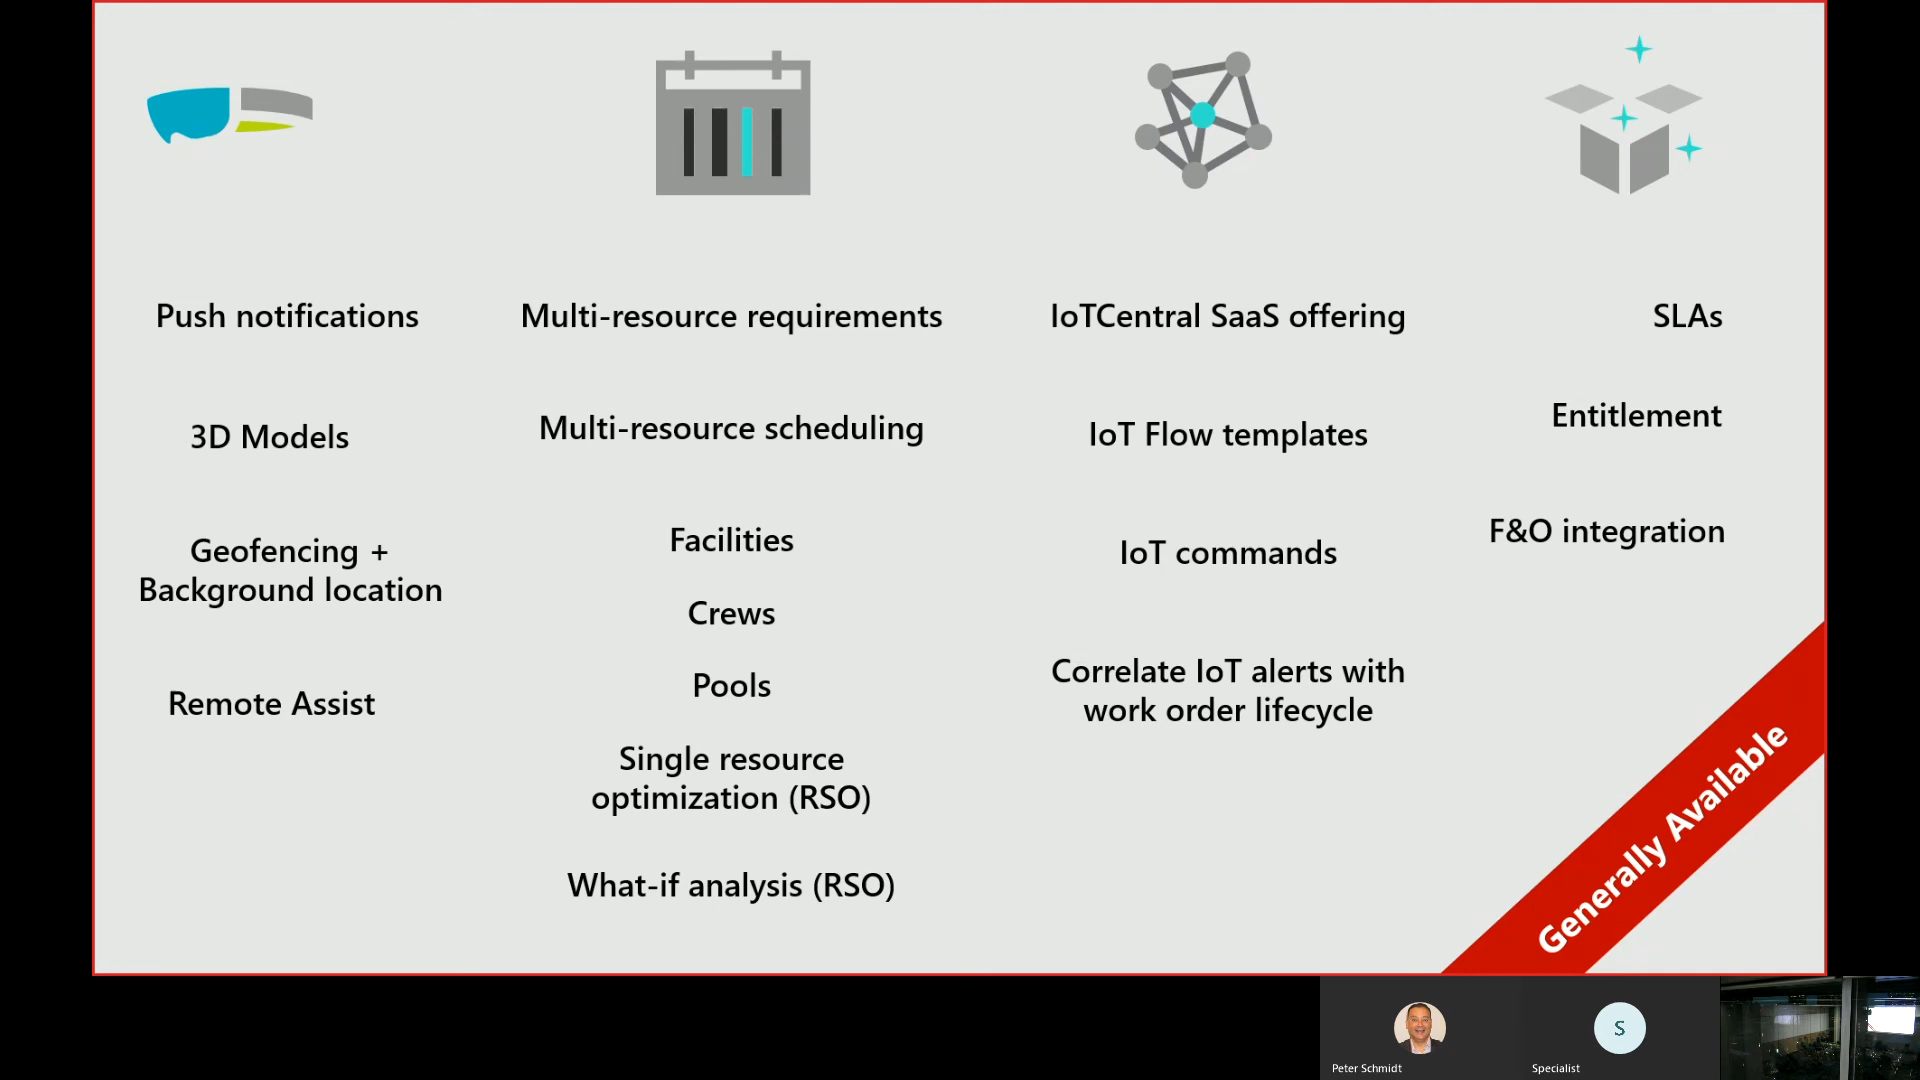 Push notifications
3D Models
Geofencing +
Background location
Remote Assist
Multi-resource requirements
Multi-resource scheduling
Facilities
Crews
Pools
Single resource
optimization (RSO)
What-if analysis (RSO)
IoTCentral SaaS offering
IoT Flow templates
IoT commands
Correlate IoT alerts with
work order lifecycle
SLAs
Entitlement
F&O integration
Generally Available
Peter Schmidt
S
Specialist